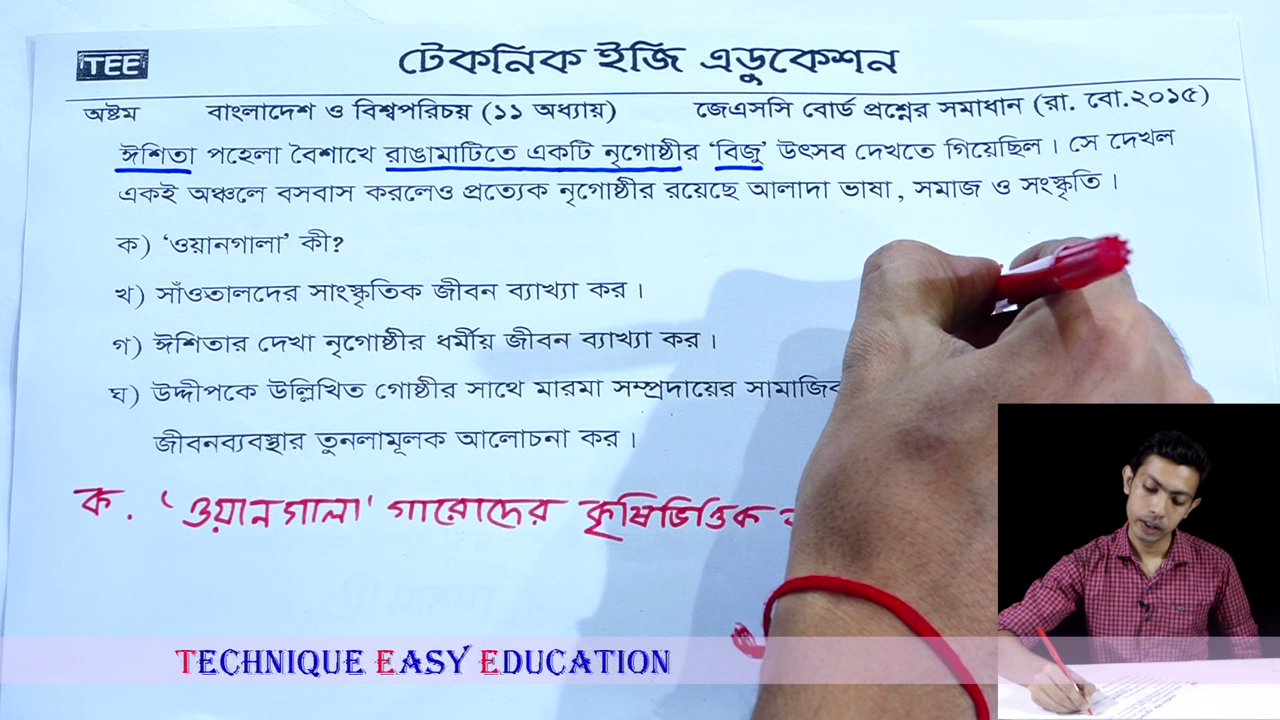 TEE
টেকনিক ইজি এডুকেশন
অষ্টম বাংলাদেশ ও বিশ্বপরিচয় (১১ অধ্যায়) জেএসসি বোর্ড প্রশ্নের সমাধান (রা. বো.২০১৫)
ঈশিতা পহেলা বৈশাখে রাঙামাটিতে একটি নৃগোষ্ঠীর ‘বিজু’ উৎসব দেখতে গিয়েছিল। সে দেখল
একই অঞ্চলে বসবাস করলেও প্রত্যেক নৃগোষ্ঠীর রয়েছে আলাদা ভাষা, সমাজ ও সংস্কৃতি।
ক) ‘ওয়ানগালা’ কী?
খ) সাঁওতালদের সাংস্কৃতিক জীবন ব্যাখ্যা কর।
গ) ঈশিতার দেখা নৃগোষ্ঠীর ধর্মীয় জীবন ব্যাখ্যা কর।
ঘ) উদ্দীপকে উল্লিখিত গোষ্ঠীর সাথে মারমা সম্প্রদায়ের
জীবনব্যবস্থার তুনলামূলক আলোচনা কর।
ক. ‘ওয়ানগালা’ গারোদের কৃষিভিত্তিক
TECHNIQUE EASY EDUCATION